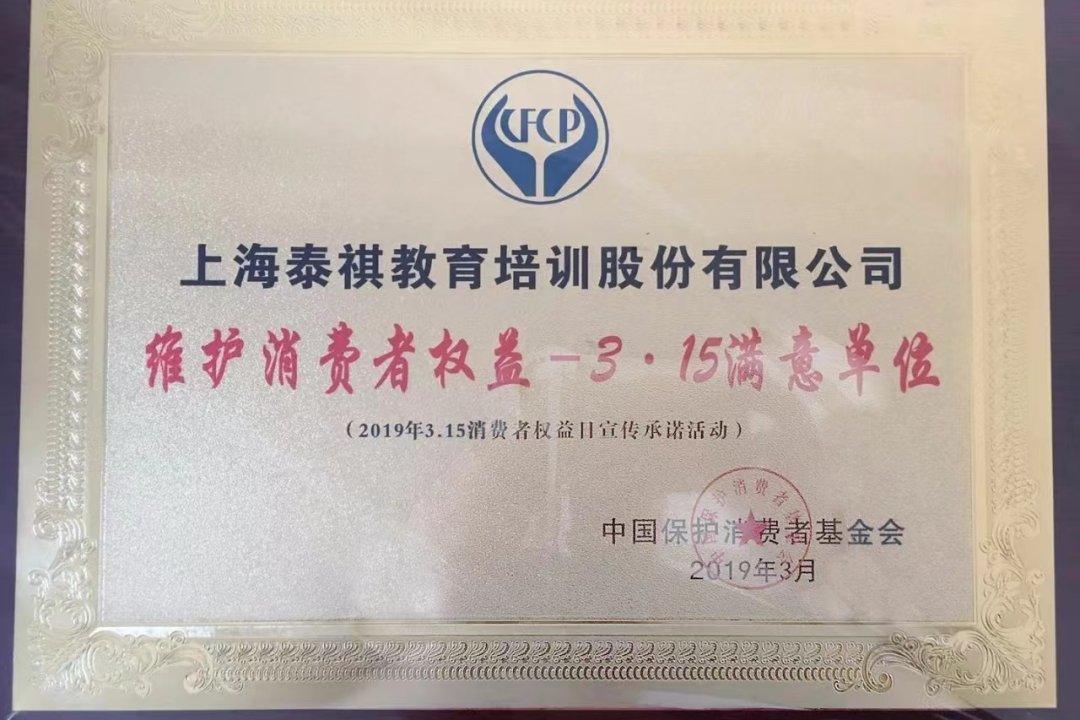 CFCP
上海泰祺教育培训股份有限公司
维护消费者权益-3·15满意单位
(2019年3.15消费者权益日宣传承诺活动)
中国保护消费者基金会
2019年3月